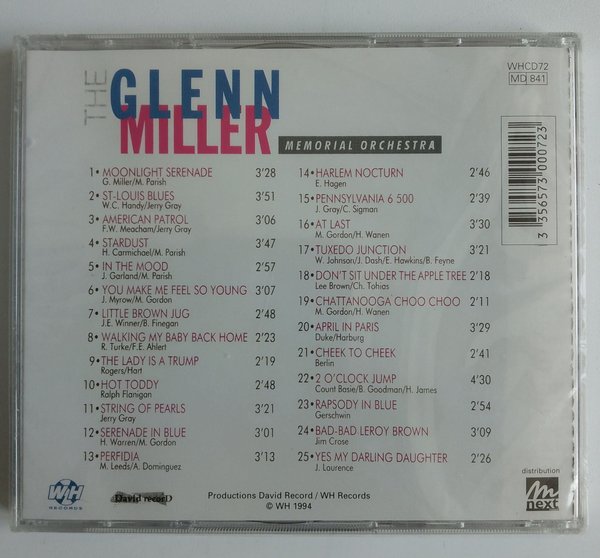 THE GLENN
MILLER
MEMORIAL ORCHESTRA
WHCD72
MD 841
3 356573 000723
1• MOONLIGHT SERENADE 3'28
G. Miller/M. Parish
2• ST-LOUIS BLUES 3'51
W.C. Handy/Jerry Gray
3• AMERICAN PATROL 3'06
F.W. Meacham/Jerry Gray
4• STARDUST 3'47
H. Carmichael/M. Parish
5• IN THE MOOD 2'57
J. Garland/M. Parish
6• YOU MAKE ME FEEL SO YOUNG 3'07
J. Myrow/M. Gordon
7• LITTLE BROWN JUG 2'48
J.E. Winner/B. Finegan
8• WALKING MY BABY BACK HOME 2'23
R. Turke/F.E. Ahlert
9• THE LADY IS A TRUMP 2'19
Rogers/Hart
10• HOT TODDY 2'48
Ralph Flanigan
11• STRING OF PEARLS 3'21
Jerry Gray
12• SERENADE IN BLUE 3'01
H. Warren/M. Gordon
13• PERFIDIA 3'13
M. Leeds/A. Dominguez
14• HARLEM NOCTURN 2'46
E. Hagen
15• PENNSYLVANIA 6 500 2'39
J. Gray/C. Sigman
16• AT LAST 3'30
M. Gordon/H. Wanen
17• TUXEDO JUNCTION 3'21
W. Johnson/J. Dash/E. Hawkins/B. Feyne
18• DON'T SIT UNDER THE APPLE TREE 2'18
Lee Brown/Ch. Tobias
19• CHATTANOOGA CHOO CHOO 2'11
M. Gordon/H. Wanen
20• APRIL IN PARIS 3'29
Duke/Harburg
21• CHEEK TO CHEEK 2'41
Berlin
22• 2 O'CLOCK JUMP 4'30
Count Basie/B. Goodman/H. James
23• RAPSODY IN BLUE 2'54
Gerschwin
24• BAD-BAD LEROY BROWN 3'09
Jim Crose
25• YES MY DARLING DAUGHTER 2'26
J. Lourence
WH
RECORDS
David recorD
Productions David Record / WH Records
© WH 1994
distribution
m
next